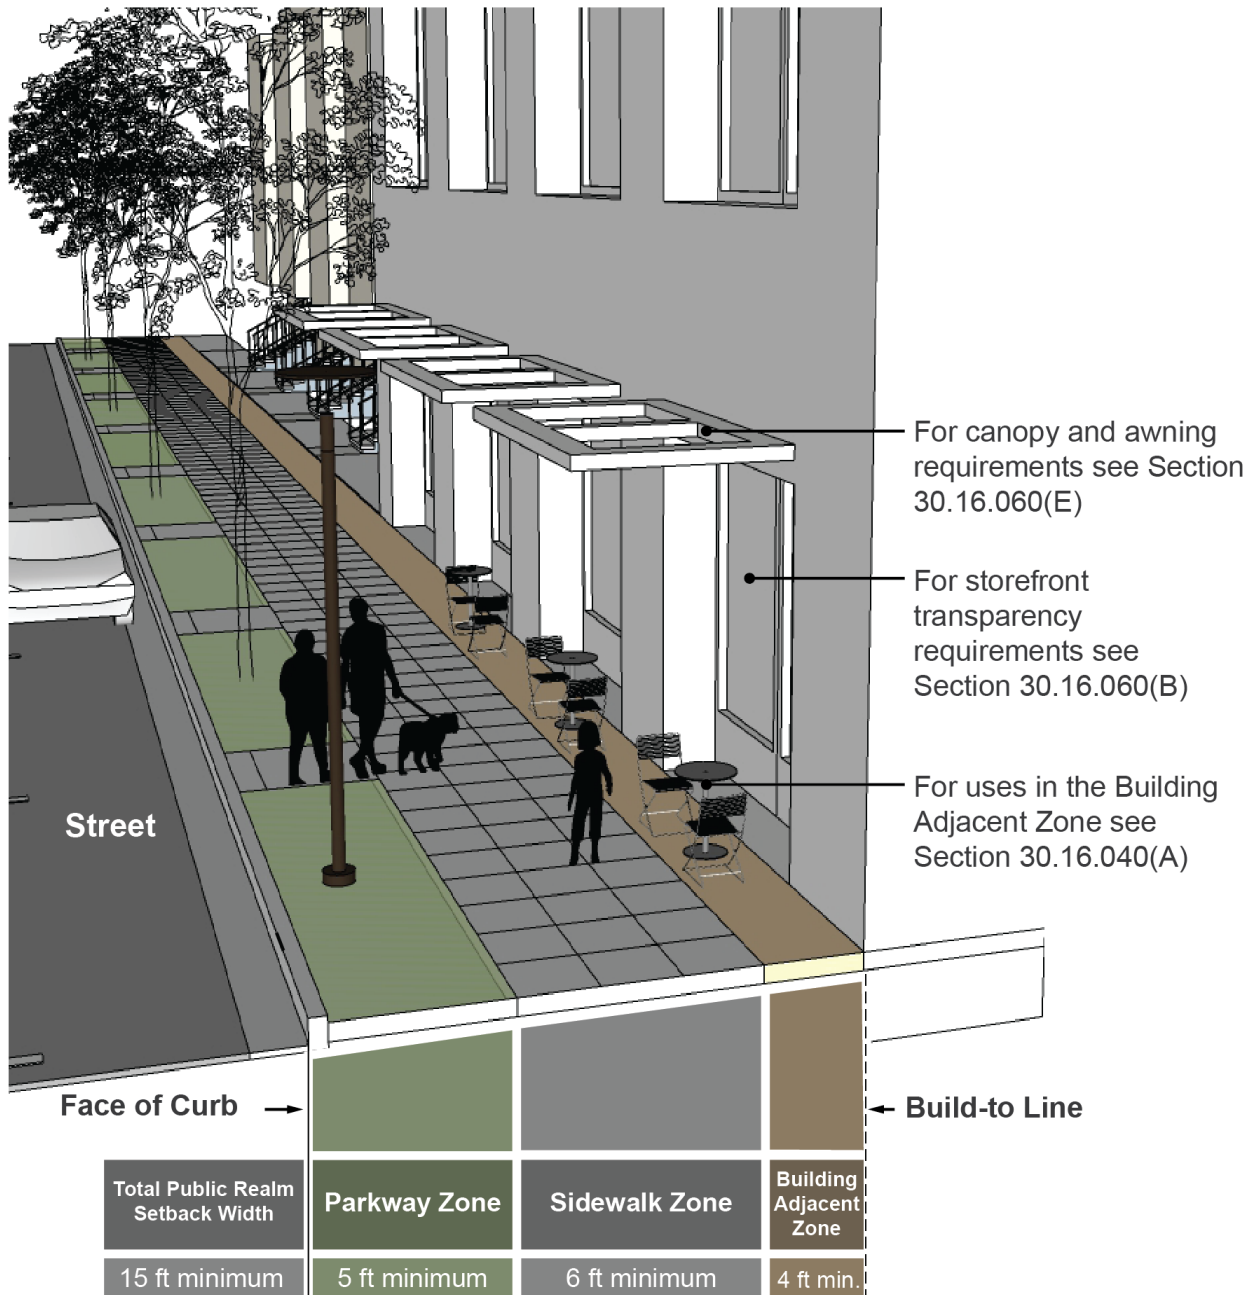 For canopy and awning
requirements see Section
30.16.060(E)
For storefront
transparency
requirements see
Section 30.16.060(B)
For uses in the Building
Adjacent Zone see
Section 30.16.040(A)
Street
Face of Curb
Build-to Line
Total Public Realm
Setback Width
Parkway Zone
Sidewalk Zone
Building
Adjacent
Zone
15 ft minimum
5 ft minimum
6 ft minimum
4 ft min.